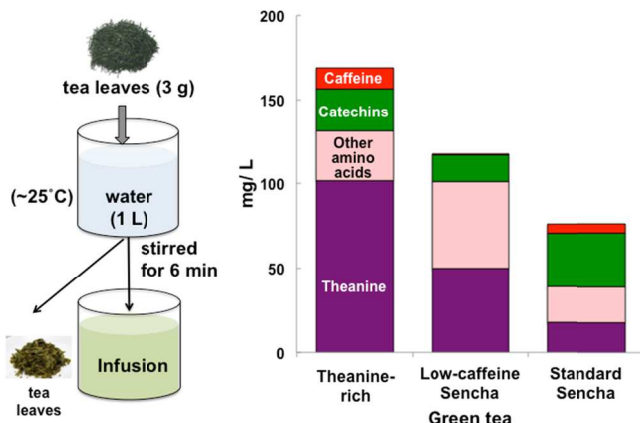 tea leaves (3 g)
(~25˚C)
water
(1 L)
stirred
for 6 min
Infusion
tea
leaves
mg/ L
200
150
100
50
0
Caffeine
Catechins
Other
amino
acids
Theanine
Theanine-
rich
Low-caffeine
Sencha
Standard
Sencha
Green tea